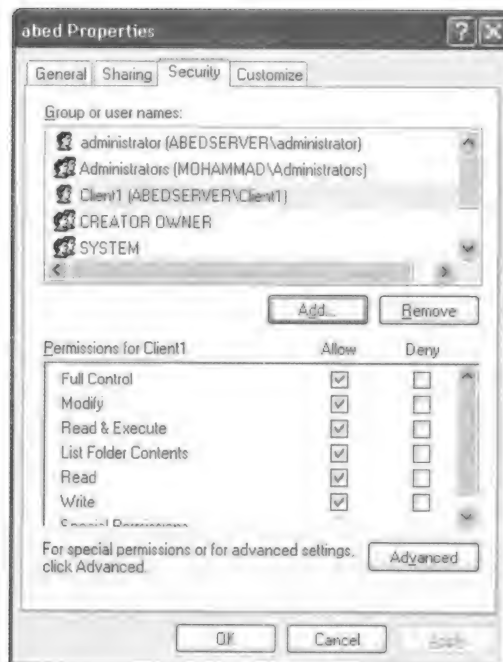 abed Properties
General Sharing Security Customize
Group or user names:
administrator (ABEDSERVER\administrator)
Administrators (MOHAMMAD\Administrators)
Client1 (ABEDSERVER\Client1)
CREATOR OWNER
SYSTEM
Add... Remove
Permissions for Client1 Allow Deny
Full Control
Modify
Read & Execute
List Folder Contents
Read
Write
Special Permissions
For special permissions or for advanced settings,
click Advanced.
Advanced
OK Cancel Apply